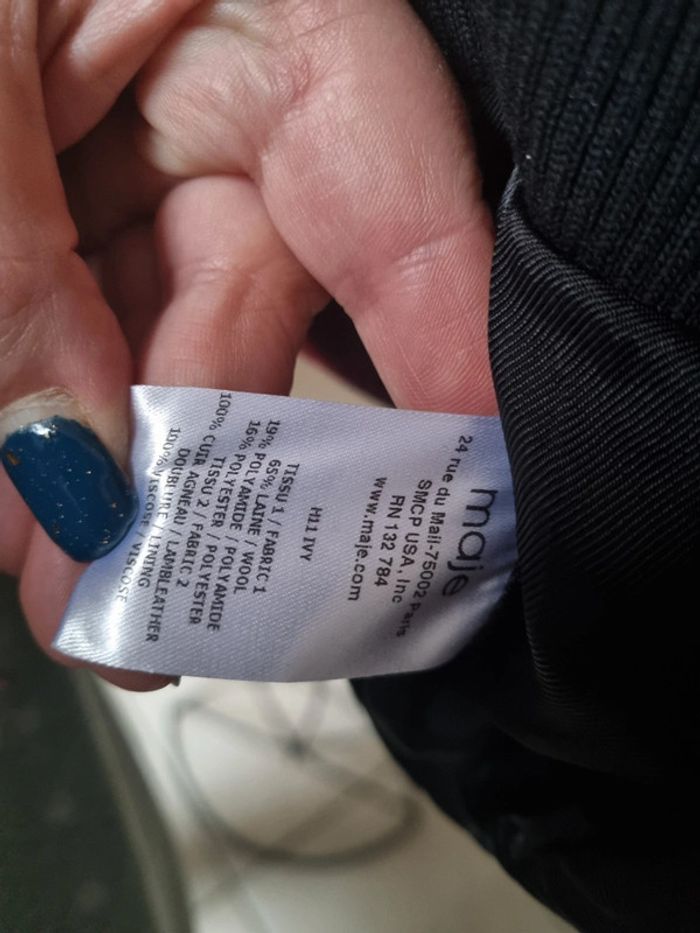 maje
24 rue du Mail-75002 Paris
SMCP USA, Inc
RN 132 784
www.maje.com
H11 IVY
TISSU 1 / FABRIC 1
65% LAINE / WOOL
19% POLYAMIDE / POLYAMIDE
16% POLYESTER / POLYESTER
TISSU 2 / FABRIC 2
100% CUIR AGNEAU / LAMBLEATHER
DOUBLURE / LINING
100% VISCOSE / VISCOSE